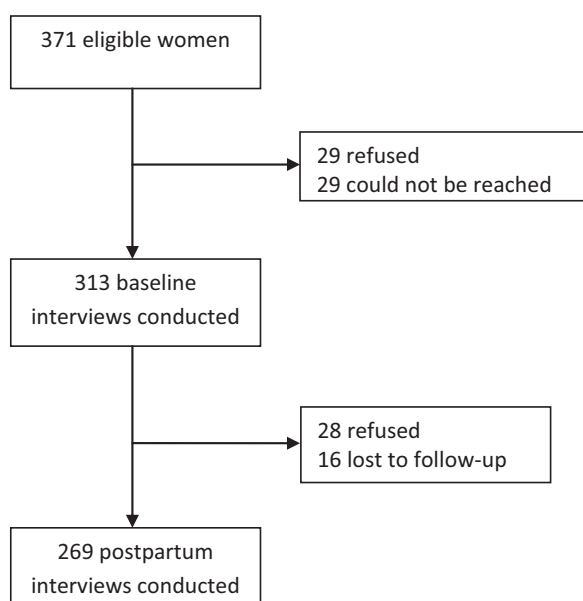 371 eligible women
29 refused
29 could not be reached
313 baseline
interviews conducted
28 refused
16 lost to follow-up
269 postpartum
interviews conducted